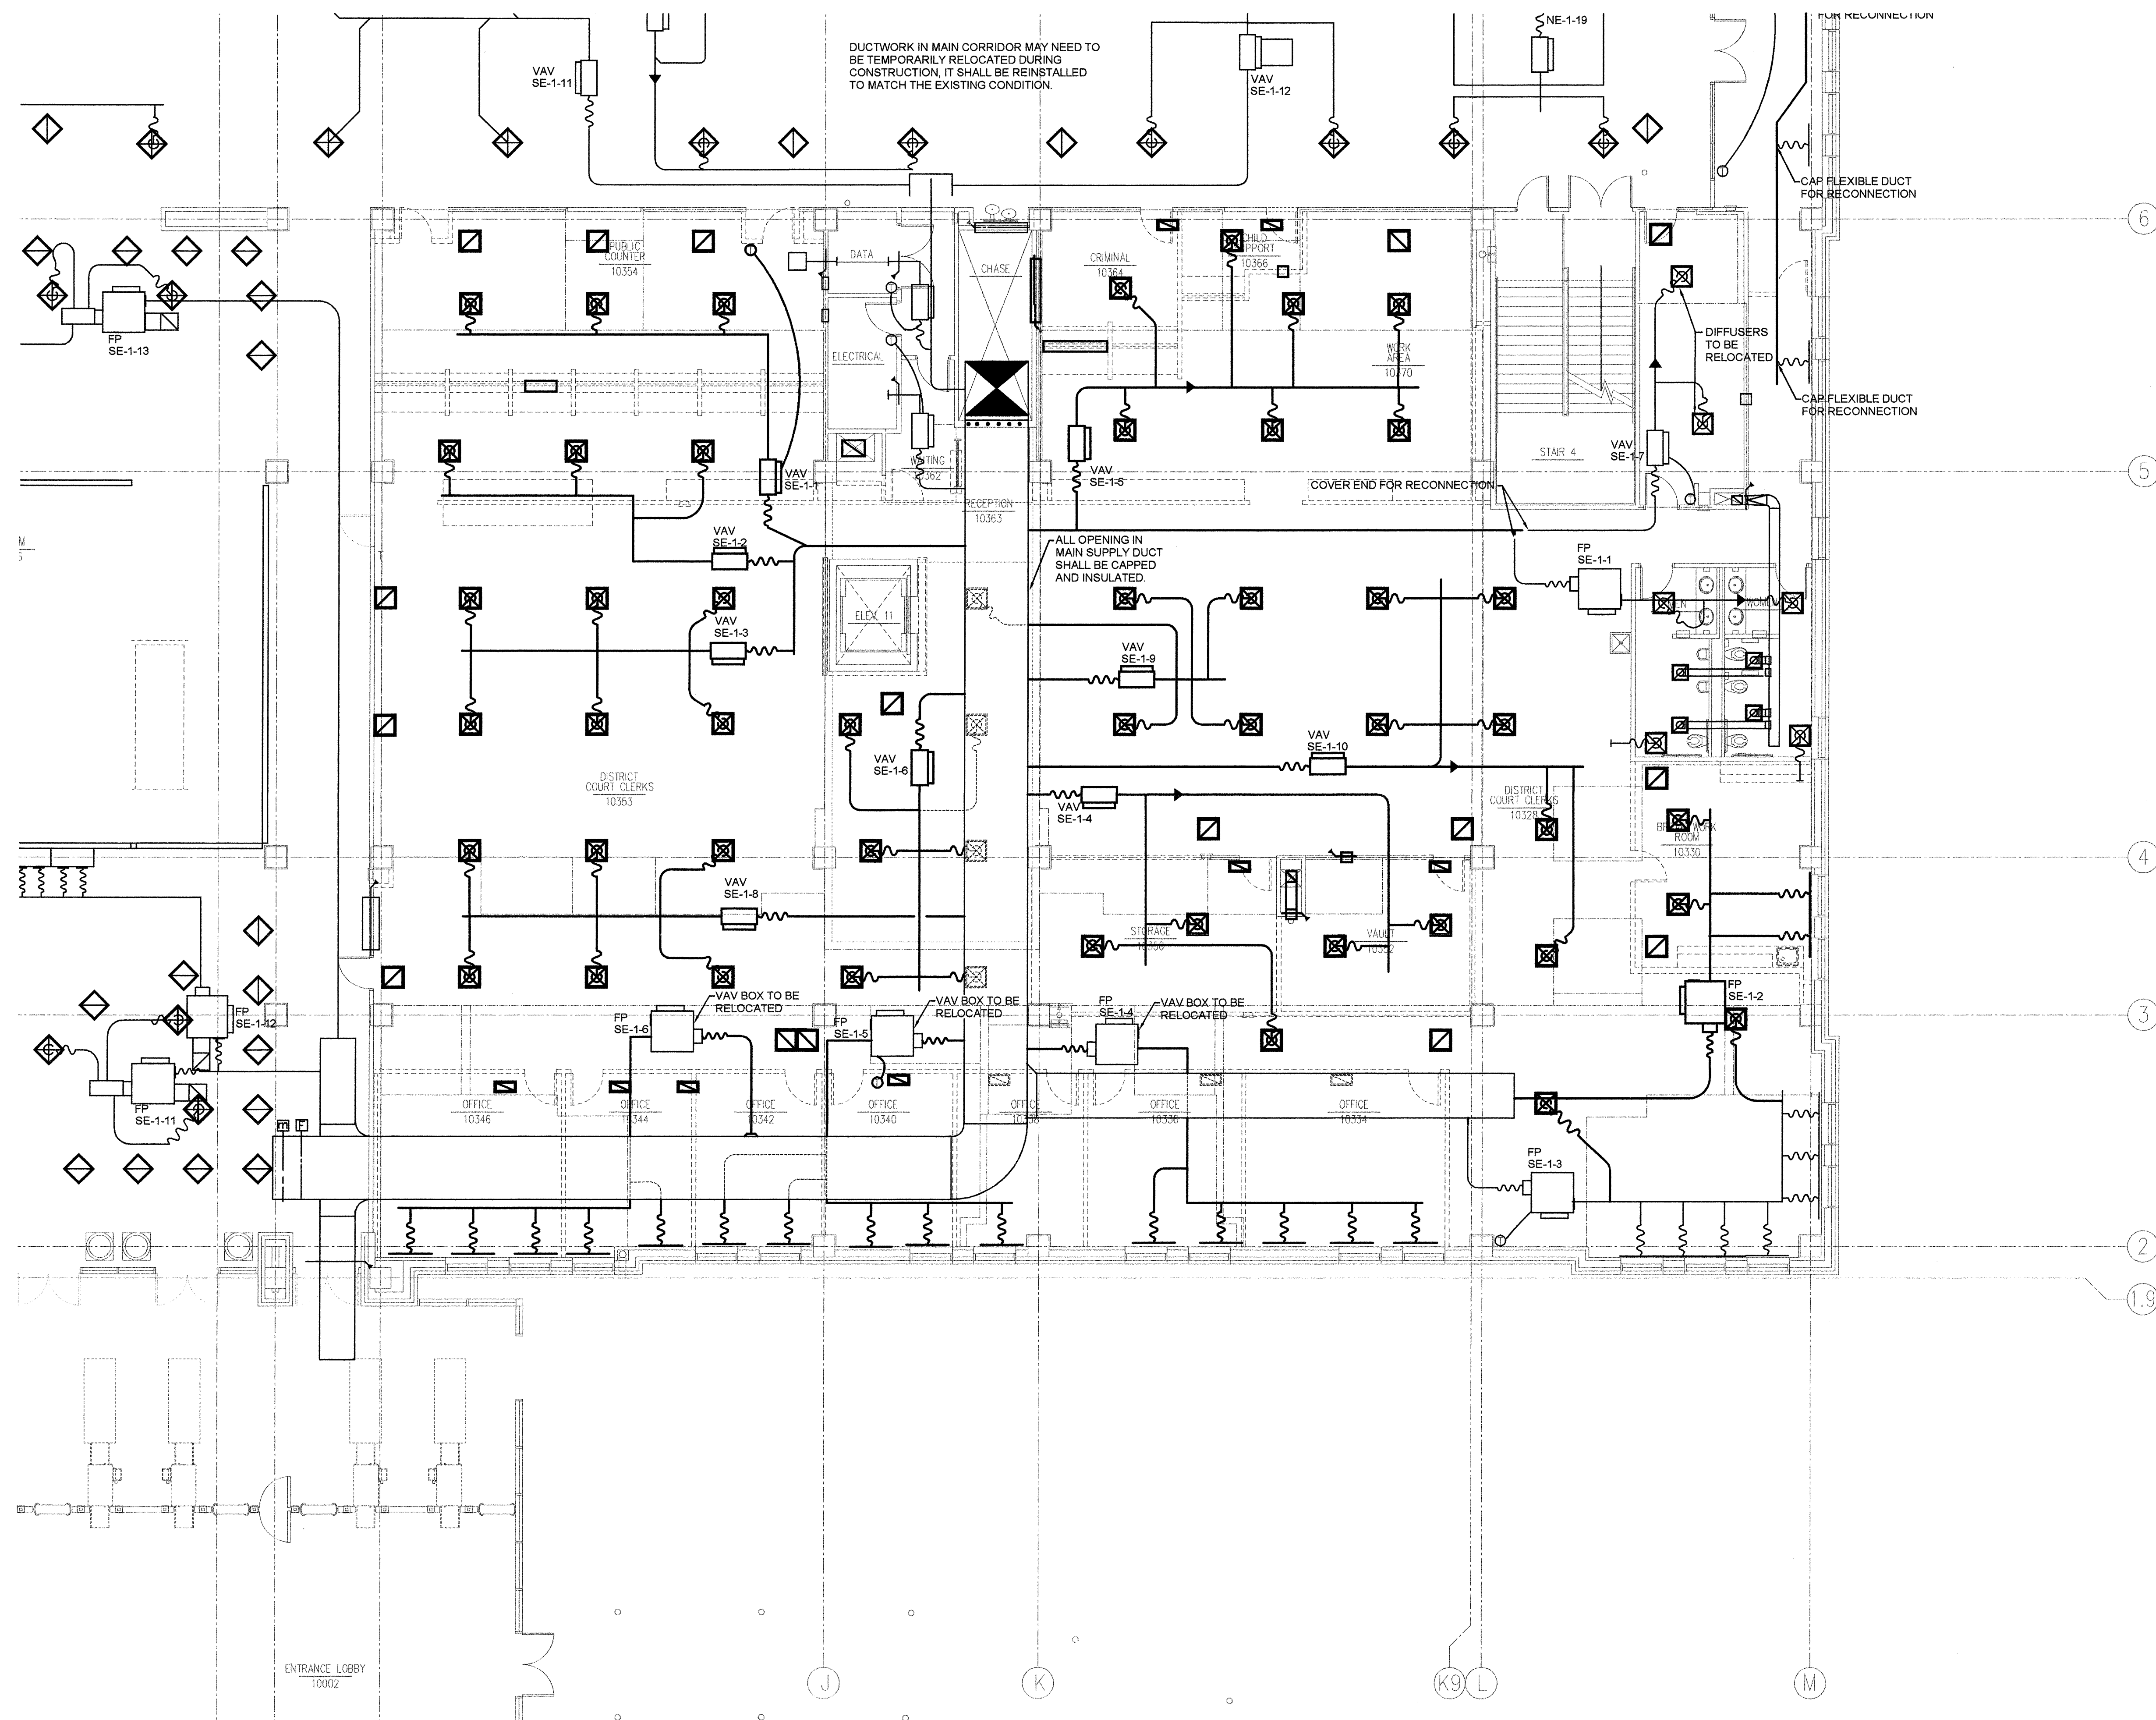 NE-1-19
FOR RECONNECTION
DUCTWORK IN MAIN CORRIDOR MAY NEED TO
BE TEMPORARILY RELOCATED DURING
CONSTRUCTION, IT SHALL BE REINSTALLED
TO MATCH THE EXISTING CONDITION.
VAV
SE-1-11
VAV
SE-1-12
CAP FLEXIBLE DUCT
FOR RECONNECTION
6
PUBLIC
COUNTER
10354
DATA
CHASE
CRIMINAL
10364
CHILD
SUPPORT
10366
FP
SE-1-13
ELECTRICAL
WORK
AREA
10370
DIFFUSERS
TO BE
RELOCATED
CAP FLEXIBLE DUCT
FOR RECONNECTION
VAV
SE-1-1
WAITING
10362
VAV
SE-1-5
STAIR 4
VAV
SE-1-7
5
COVER END FOR RECONNECTION
RECEPTION
10363
M
VAV
SE-1-2
ALL OPENING IN
MAIN SUPPLY DUCT
SHALL BE CAPPED
AND INSULATED.
FP
SE-1-1
MEN
WOMEN
VAV
SE-1-3
ELEV. 11
VAV
SE-1-9
VAV
SE-1-6
VAV
SE-1-10
DISTRICT
COURT CLERKS
10353
VAV
SE-1-4
DISTRICT
COURT CLERKS
10328
WORK
ROOM
10330
4
VAV
SE-1-8
STORAGE
VAULT
FP
SE-1-12
FP
SE-1-6
VAV BOX TO BE
RELOCATED
FP
SE-1-5
VAV BOX TO BE
RELOCATED
FP
SE-1-4
VAV BOX TO BE
RELOCATED
FP
SE-1-2
3
FP
SE-1-11
OFFICE
10346
OFFICE
10344
OFFICE
10342
OFFICE
10340
OFFICE
OFFICE
10336
OFFICE
10334
m
F
FP
SE-1-3
2
1.9
ENTRANCE LOBBY
10002
J
K
K9
L
M